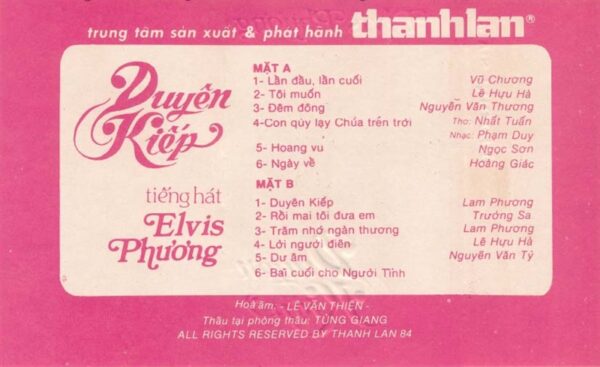 trung tâm sản xuất & phát hành thanhlan®
Duyên
Kiếp
tiếng hát
Elvis
Phương
MẶT A
1- Lần đầu, lần cuối Vũ Chương
2- Tôi muốn Lê Hựu Hà
3- Đêm đông Nguyễn Văn Thương
4-Con qùy lạy Chúa trên trời Thơ: Nhất Tuấn
Nhạc: Phạm Duy
5- Hoang vu Ngọc Sơn
6- Ngày về Hoàng Giác
MẶT B
1- Duyên Kiếp Lam Phương
2- Rồi mai tôi đưa em Trường Sa
3- Trăm nhớ ngàn thương Lam Phương
4- Lời người điên Lê Hựu Hà
5- Dư âm Nguyễn Văn Tý
6- Bài cuối cho Người Tình
Hoà âm: - LÊ VĂN THIỆN -
Thâu tại phòng thâu: TÙNG GIANG
ALL RIGHTS RESERVED BY THANH LAN 84